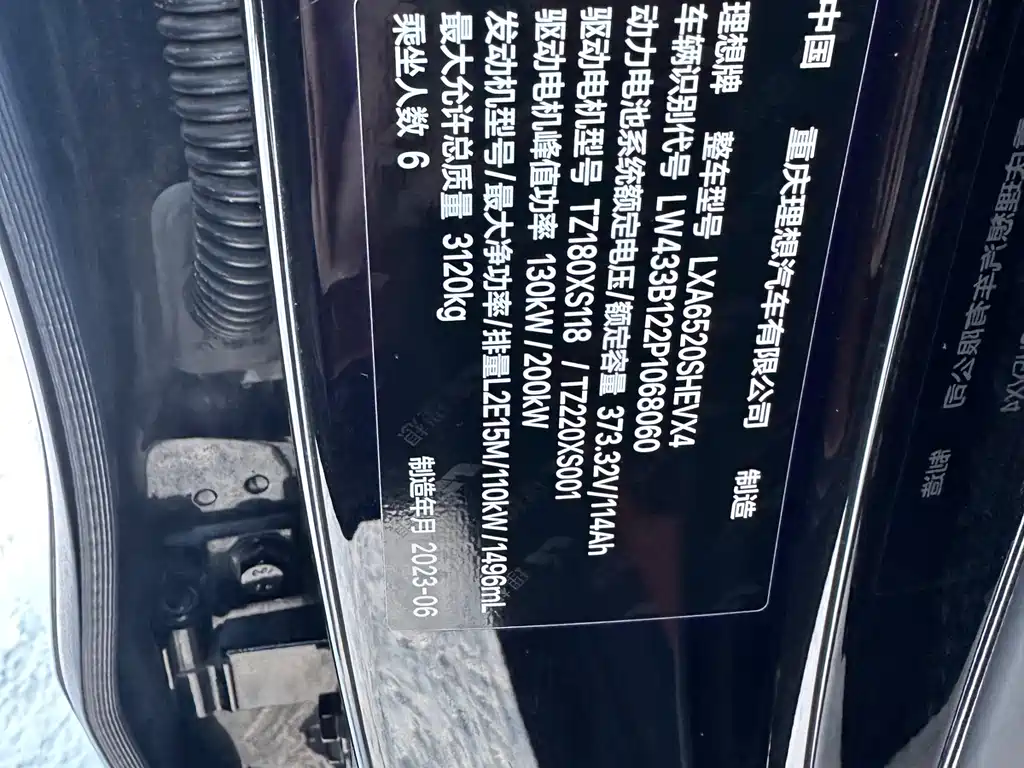 中国 重庆理想汽车有限公司 制造
理想牌 整车型号 LXA6520SHEVX4
车辆识别代号 LW433B122P1068060
动力电池系统额定电压/额定容量 373.32V/114Ah
驱动电机型号 TZ180XS118 / TZ220XS001
驱动电机峰值功率 130kW/200kW
发动机型号/最大净功率/排量L2E15M/110kW/1496mL
最大允许总质量 3120kg
乘坐人数 6
制造年月 2023-06